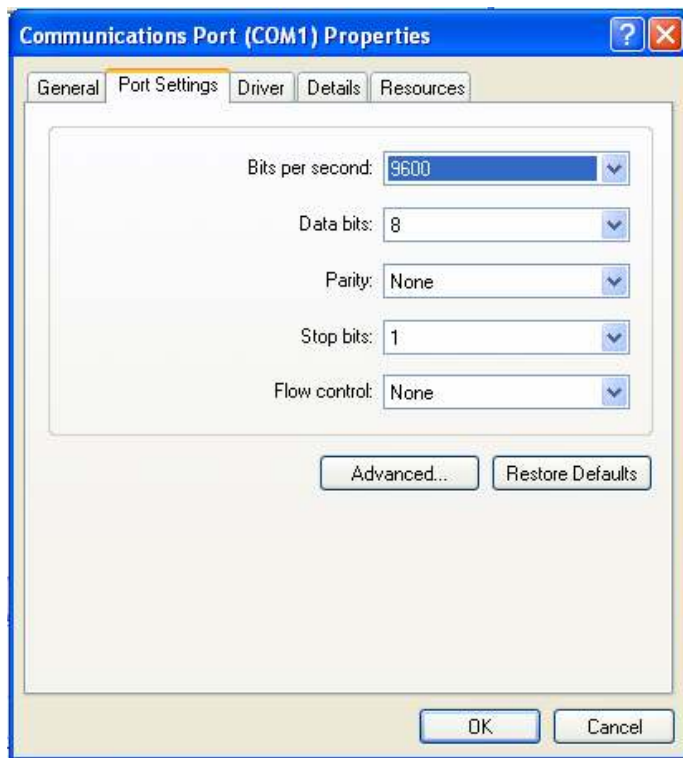 Communications Port (COM1) Properties
General Port Settings Driver Details Resources
Bits per second: 9600
Data bits: 8
Parity: None
Stop bits: 1
Flow control: None
Advanced... Restore Defaults
OK Cancel